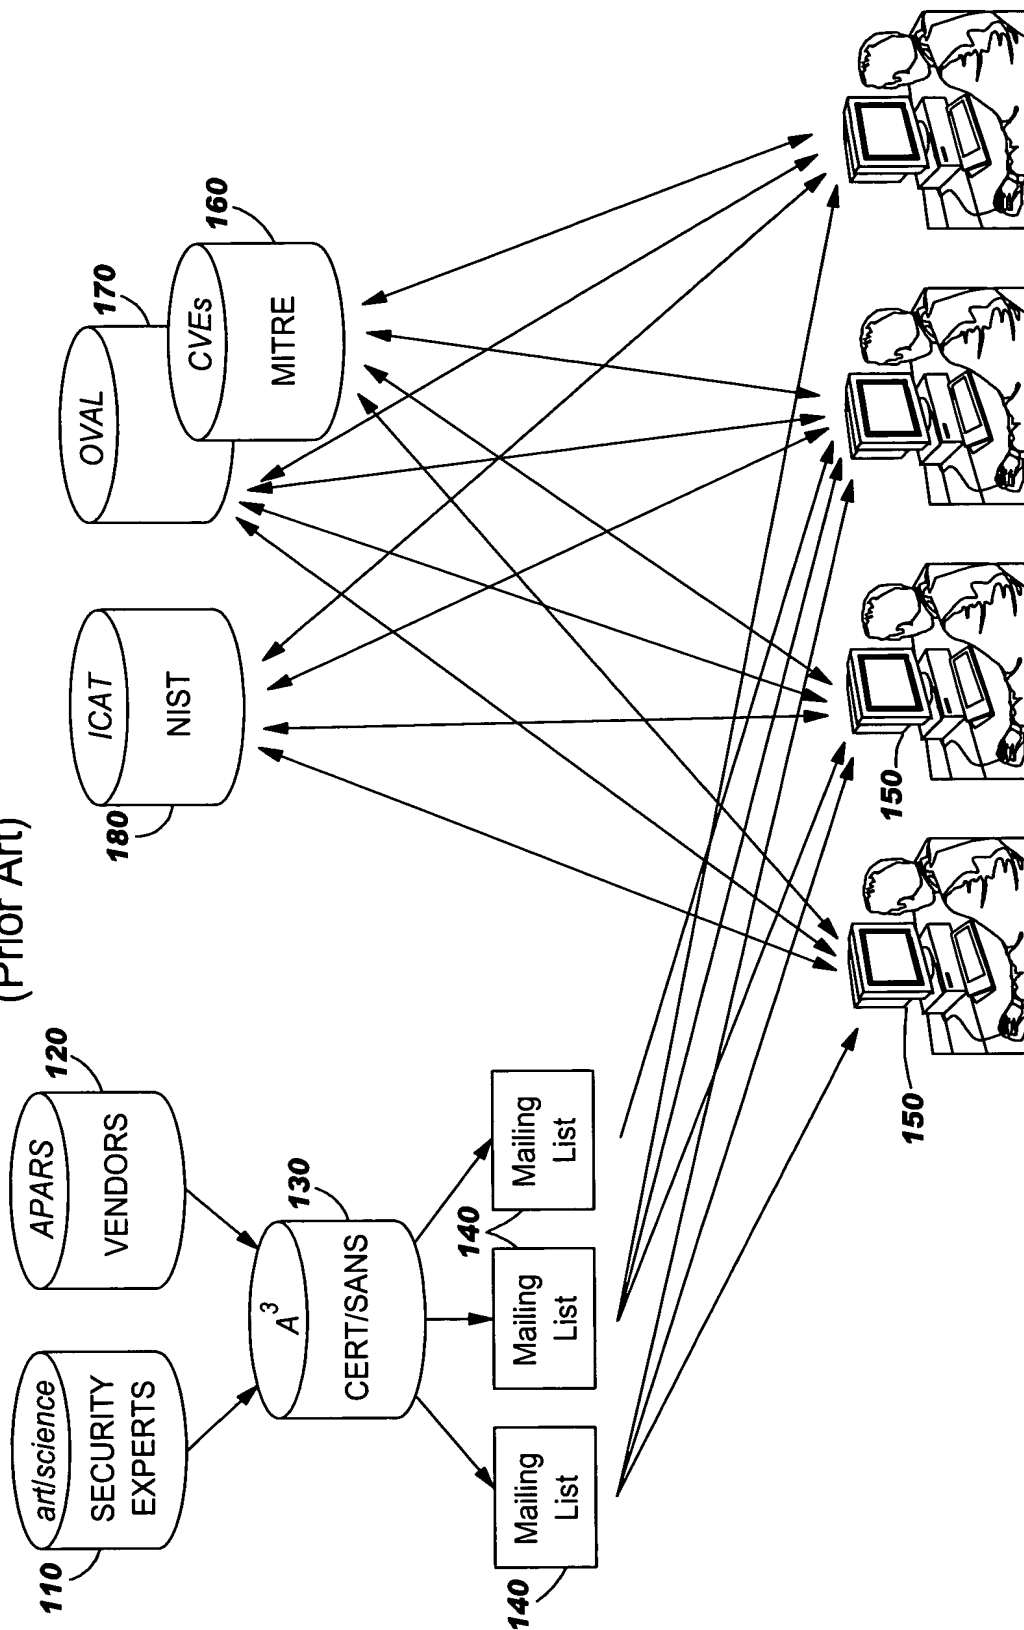 (Prior Art)
110
art/science
SECURITY
EXPERTS
120
APARS
VENDORS
130
A³
CERT/SANS
140
Mailing
List
140
Mailing
List
Mailing
List
180
ICAT
NIST
170
OVAL
160
CVEs
MITRE
150
150